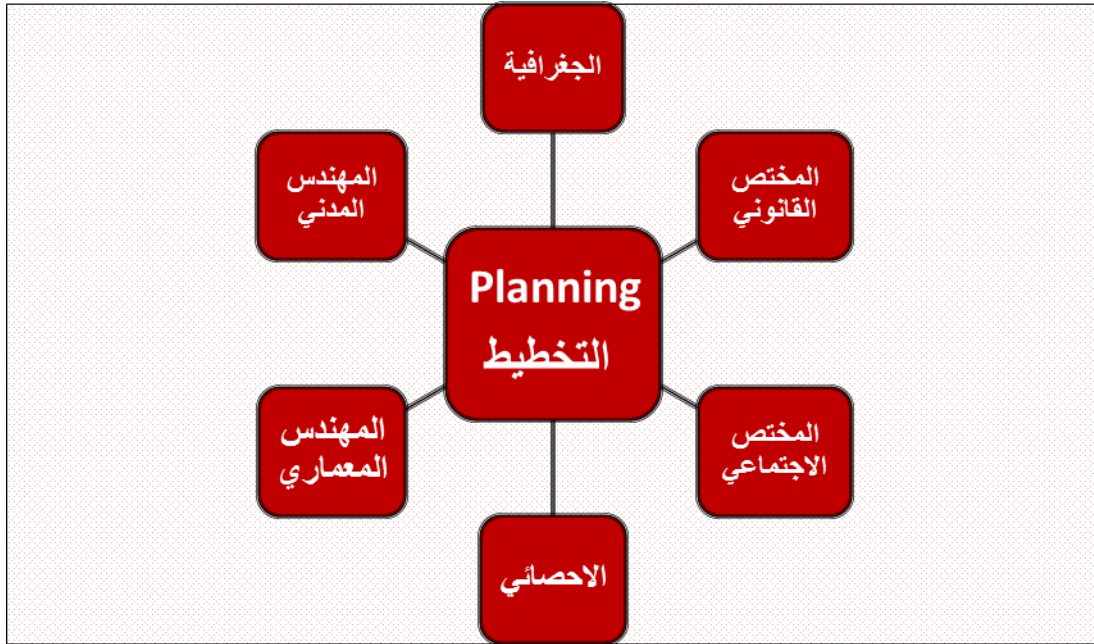 الجغرافية
المختص
القانوني
المهندس
المدني
Planning
التخطيط
المختص
الاجتماعي
المهندس
المعماري
الاحصائي